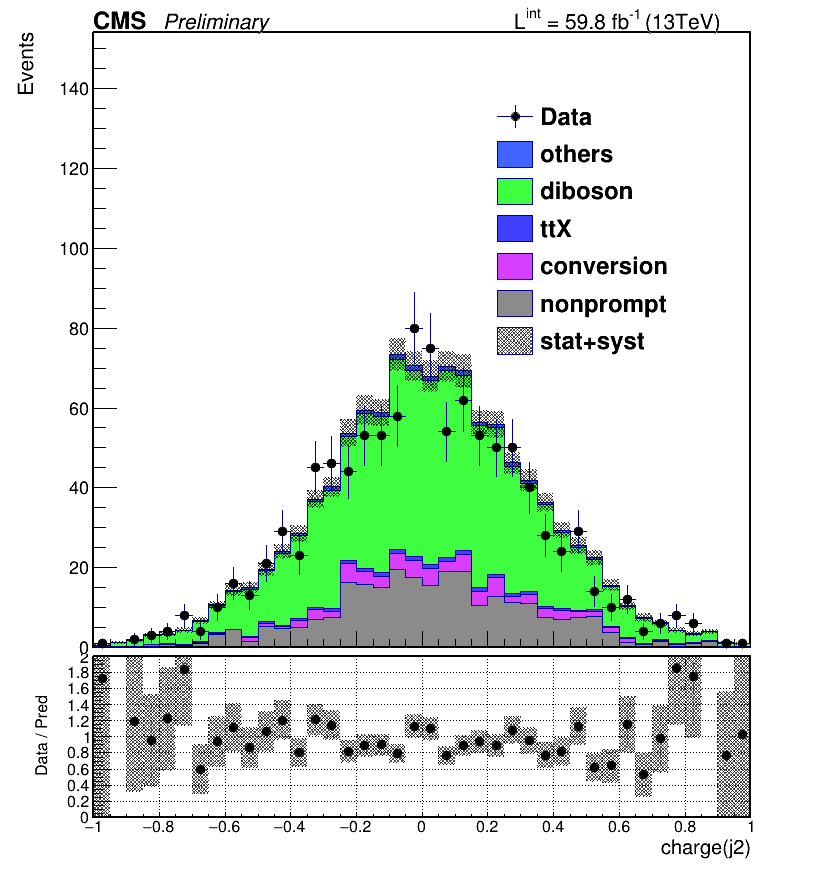 CMS Preliminary L^int = 59.8 fb^-1 (13TeV)
Events
140
120
100
80
60
40
20
0
Data
others
diboson
ttX
conversion
nonprompt
stat+syst
Data / Pred
2
1.8
1.6
1.4
1.2
1
0.8
0.6
0.4
0.2
0
−1 −0.8 −0.6 −0.4 −0.2 0 0.2 0.4 0.6 0.8 1
charge(j2)